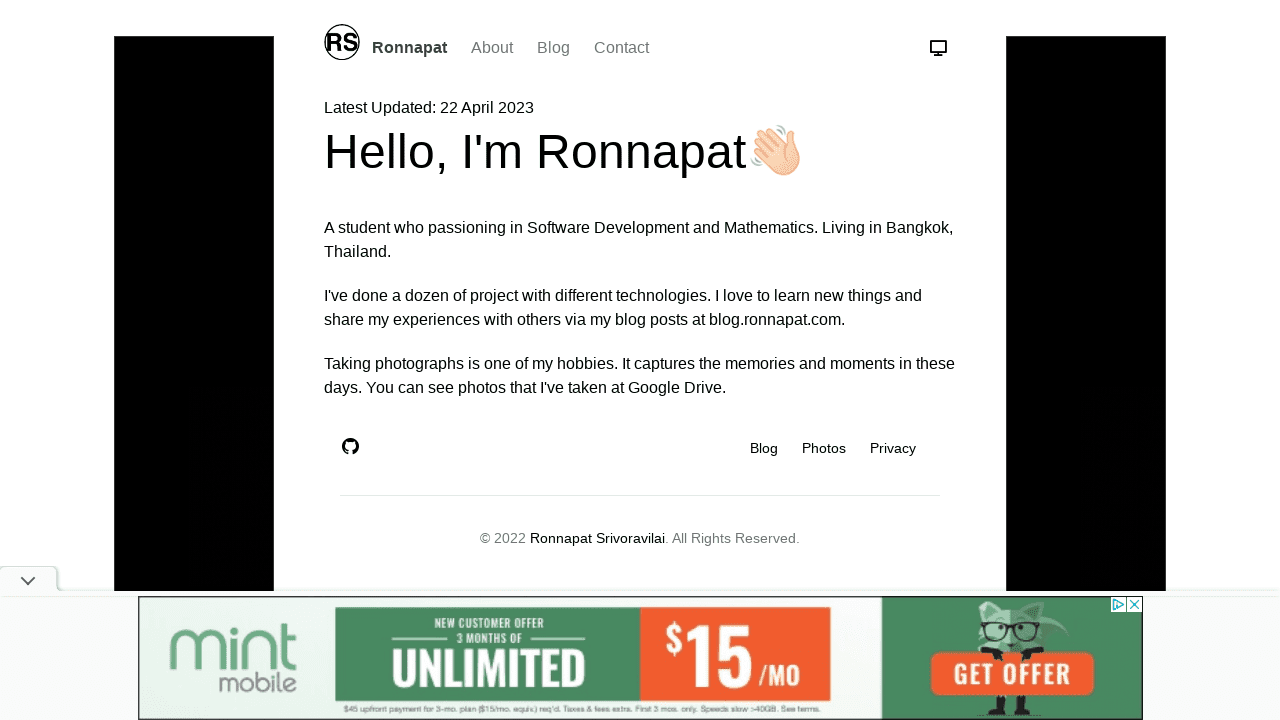 RS Ronnapat About Blog Contact
Latest Updated: 22 April 2023
Hello, I'm Ronnapat👋🏻
A student who passioning in Software Development and Mathematics. Living in Bangkok,
Thailand.
I've done a dozen of project with different technologies. I love to learn new things and
share my experiences with others via my blog posts at blog.ronnapat.com.
Taking photographs is one of my hobbies. It captures the memories and moments in these
days. You can see photos that I've taken at Google Drive.
Blog Photos Privacy
© 2022 Ronnapat Srivoravilai. All Rights Reserved.
mint
mobile
NEW CUSTOMER OFFER
3 MONTHS OF
UNLIMITED
$15/MO
GET OFFER
$45 upfront payment for 3-mo. plan ($15/mo. equiv.) req'd. Taxes & fees extra. First 3 mos. only. Speeds slow >40GB. See terms.